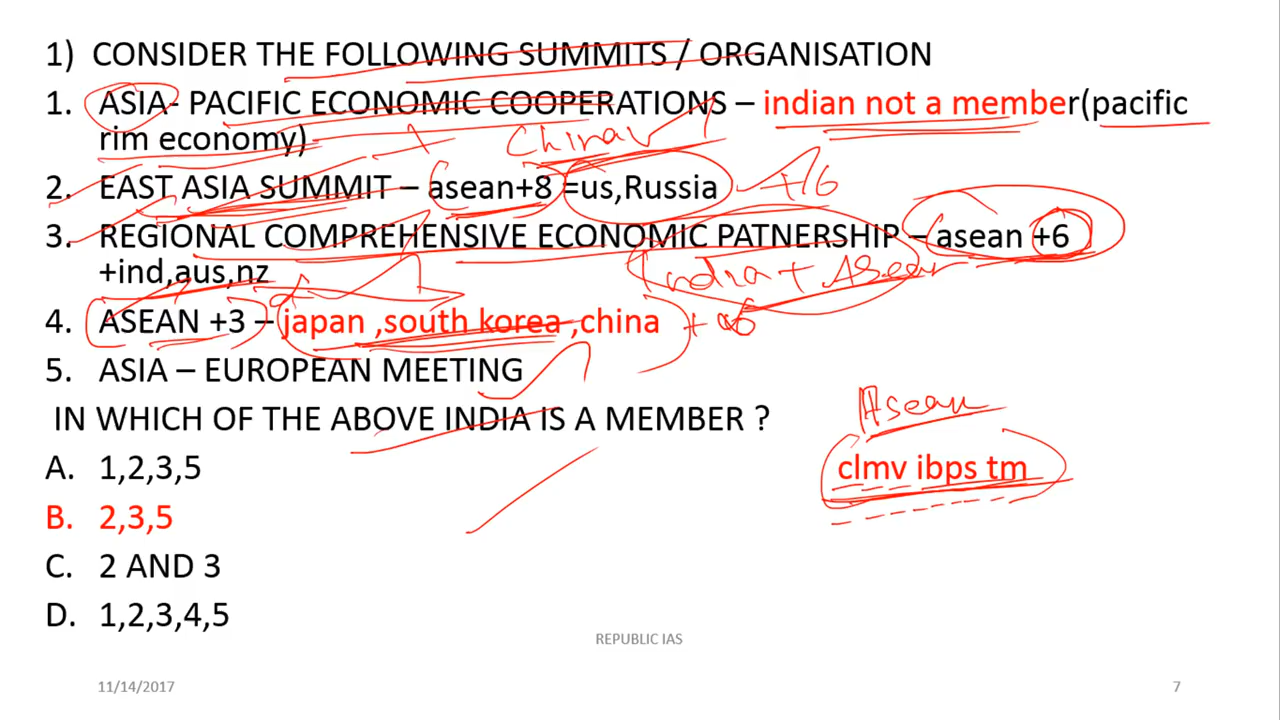 1) CONSIDER THE FOLLOWING SUMMITS / ORGANISATION
1. ASIA- PACIFIC ECONOMIC COOPERATIONS – indian not a member(pacific
rim economy)
China
2. EAST ASIA SUMMIT – asean+8 =us,Russia +6
3. REGIONAL COMPREHENSIVE ECONOMIC PATNERSHIP – asean +6
+ind,aus,nz India + Asean
4. ASEAN +3 – japan ,south korea ,china + 6
5. ASIA – EUROPEAN MEETING
IN WHICH OF THE ABOVE INDIA IS A MEMBER ?
Asean
A. 1,2,3,5
clmv ibps tm
B. 2,3,5
C. 2 AND 3
D. 1,2,3,4,5
REPUBLIC IAS
11/14/2017
7